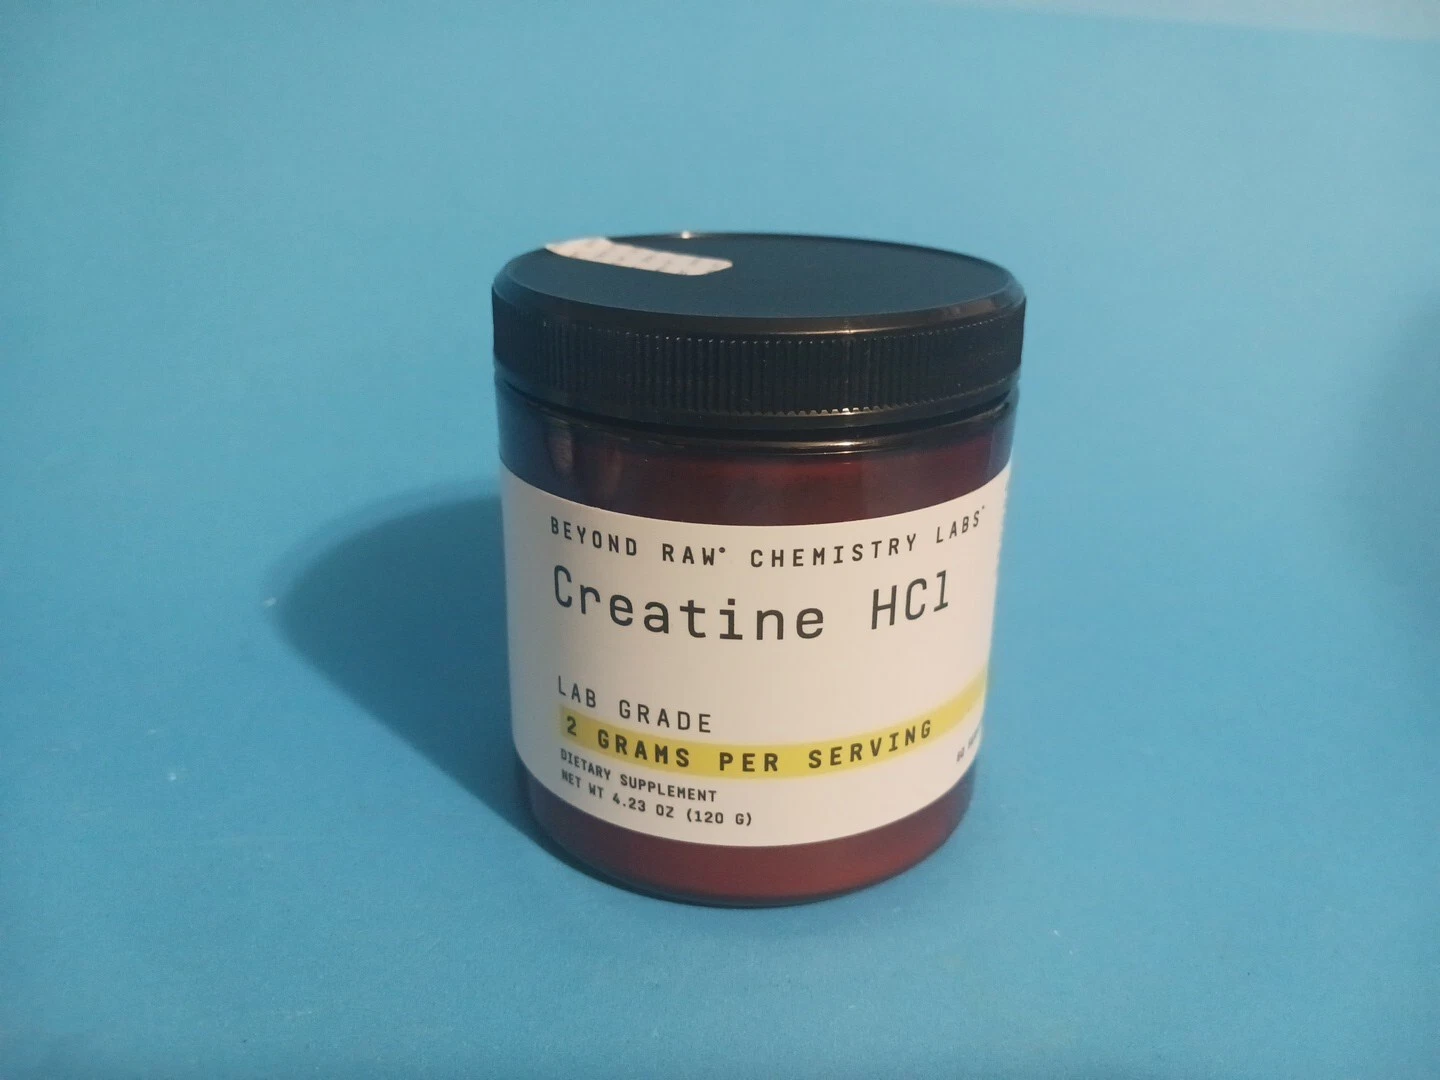 BEYOND RAW® CHEMISTRY LABS™
Creatine HCl
LAB GRADE
2 GRAMS PER SERVING
DIETARY SUPPLEMENT
NET WT 4.23 OZ (120 G)